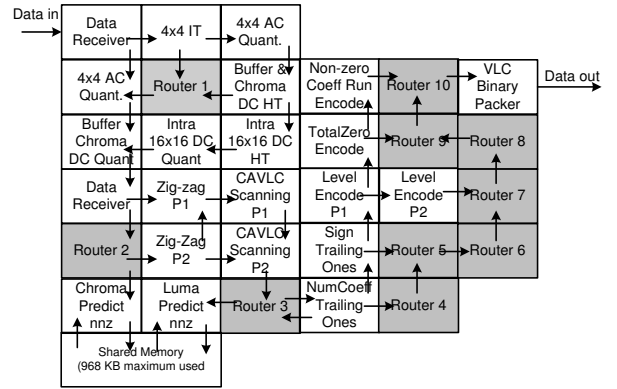 Data in
Data
Receiver
4x4 IT
4x4 AC
Quant.
4x4 AC
Quant.
Router 1
Buffer &
Chroma
DC HT
Non-zero
Coeff Run
Encode
Router 10
VLC
Binary
Packer
Data out
Buffer
Chroma
DC Quant
Intra
16x16 DC
Quant
Intra
16x16 DC
HT
TotalZero
Encode
Router 9
Router 8
Data
Receiver
Zig-zag
P1
CAVLC
Scanning
P1
Level
Encode
P1
Level
Encode
P2
Router 7
Router 2
Zig-Zag
P2
CAVLC
Scanning
P2
Sign
Trailing
Ones
Router 5
Router 6
Chroma
Predict
nnz
Luma
Predict
nnz
Router 3
NumCoeff
Trailing
Ones
Router 4
Shared Memory
(968 KB maximum used